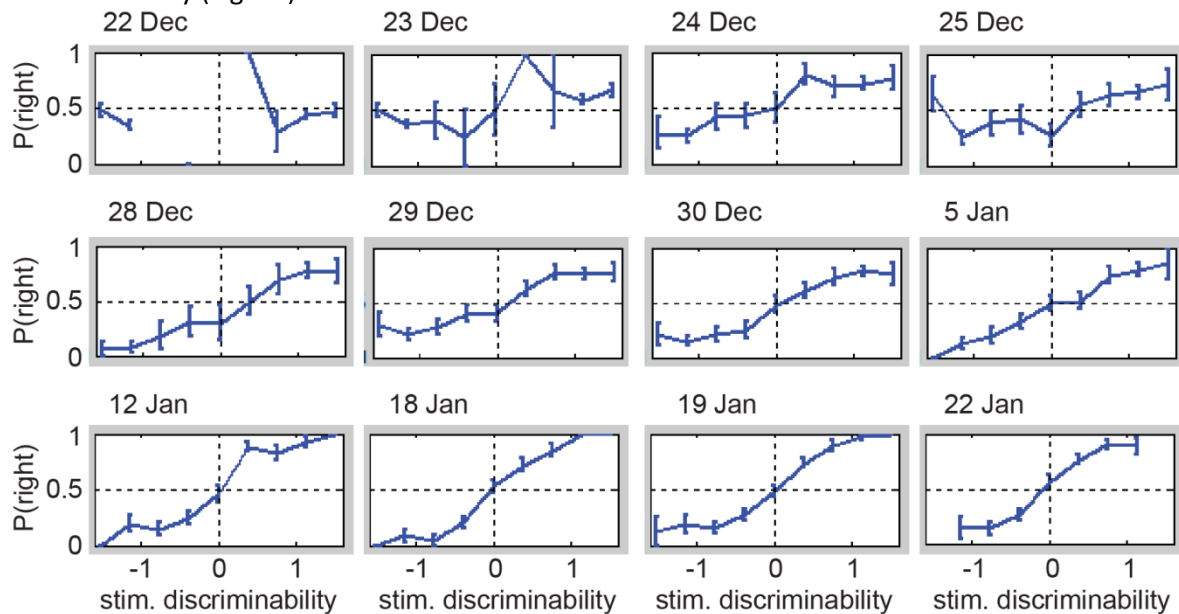 22 Dec 23 Dec 24 Dec 25 Dec
P(right) 1 0.5 0
28 Dec 29 Dec 30 Dec 5 Jan
P(right) 1 0.5 0
12 Jan 18 Jan 19 Jan 22 Jan
P(right) 1 0.5 0
-1 0 1 -1 0 1 -1 0 1 -1 0 1
stim. discriminability stim. discriminability stim. discriminability stim. discriminability